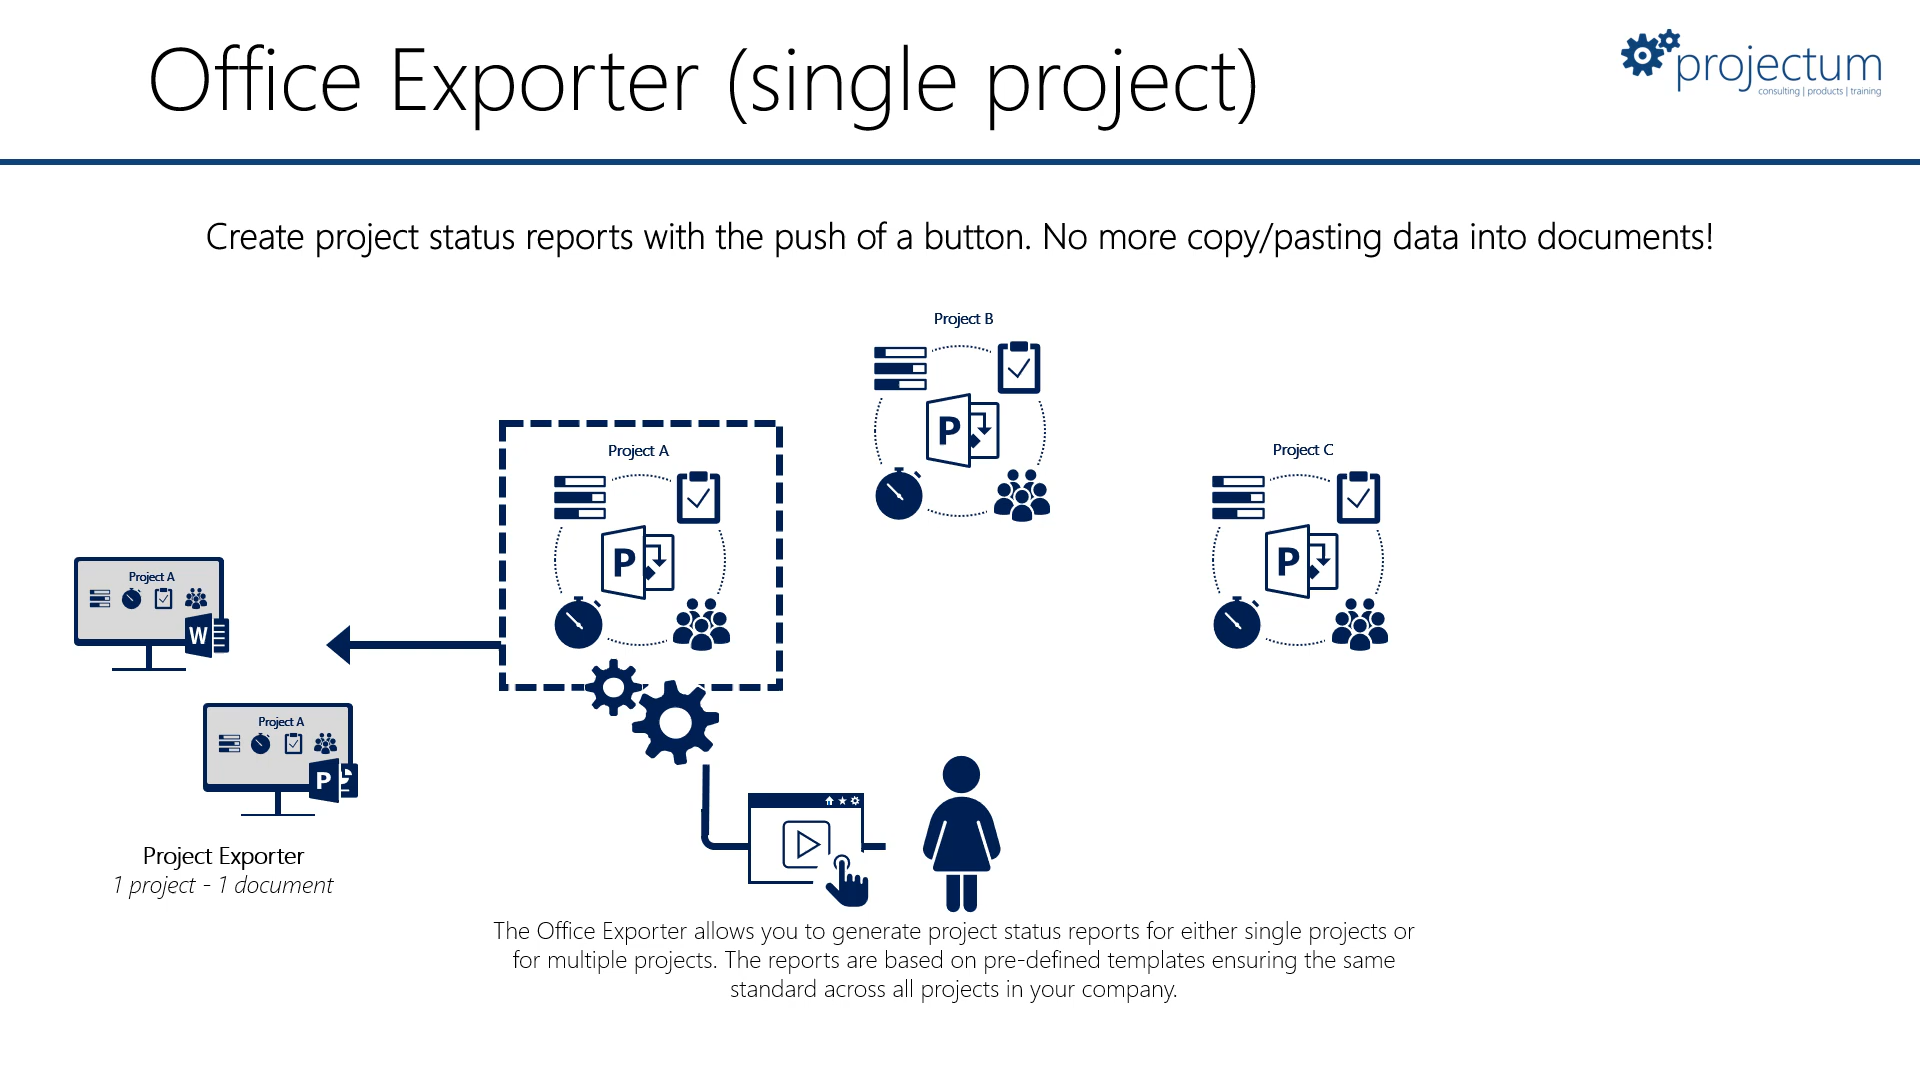 Office Exporter (single project)
projectum
consulting | products | training
Create project status reports with the push of a button. No more copy/pasting data into documents!
Project B
P
Project A
P
Project C
P
Project A
W
Project A
P
Project Exporter
1 project - 1 document
The Office Exporter allows you to generate project status reports for either single projects or
for multiple projects. The reports are based on pre-defined templates ensuring the same
standard across all projects in your company.